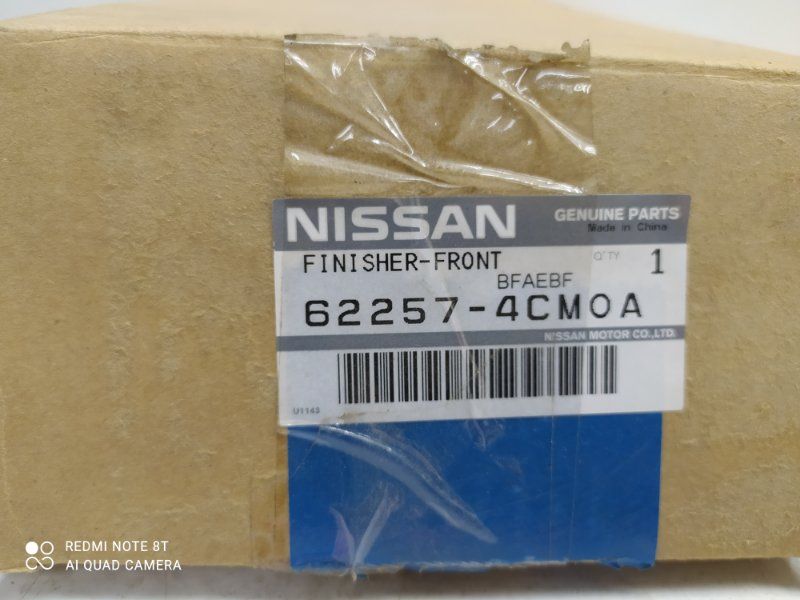 NISSAN GENUINE PARTS
Made in China
FINISHER-FRONT Q'TY 1
BFAEBF
62257-4CM0A
NISSAN MOTOR CO.,LTD.
U1143
REDMI NOTE 8T
AI QUAD CAMERA